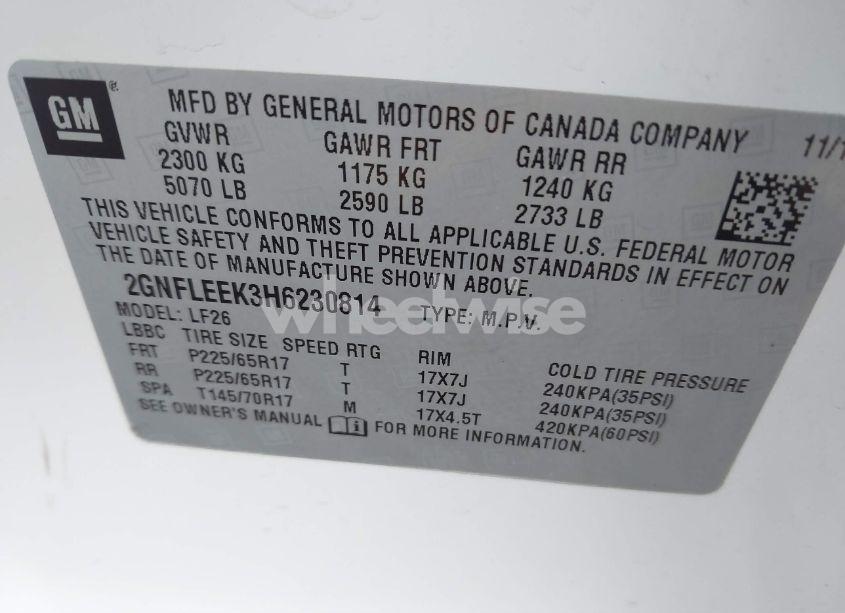 GM
MFD BY GENERAL MOTORS OF CANADA COMPANY 11/1
GVWR GAWR FRT GAWR RR
2300 KG 1175 KG 1240 KG
5070 LB 2590 LB 2733 LB
THIS VEHICLE CONFORMS TO ALL APPLICABLE U.S. FEDERAL MOTOR
VEHICLE SAFETY AND THEFT PREVENTION STANDARDS IN EFFECT ON
THE DATE OF MANUFACTURE SHOWN ABOVE.
2GNFLEEK3H6230814 TYPE: M.P.V.
wheelwise
MODEL: LF26
LBBC TIRE SIZE SPEED RTG RIM COLD TIRE PRESSURE
FRT P225/65R17 T 17X7J 240KPA(35PSI)
RR P225/65R17 T 17X7J 240KPA(35PSI)
SPA T145/70R17 M 17X4.5T 420KPA(60PSI)
SEE OWNER'S MANUAL FOR MORE INFORMATION.